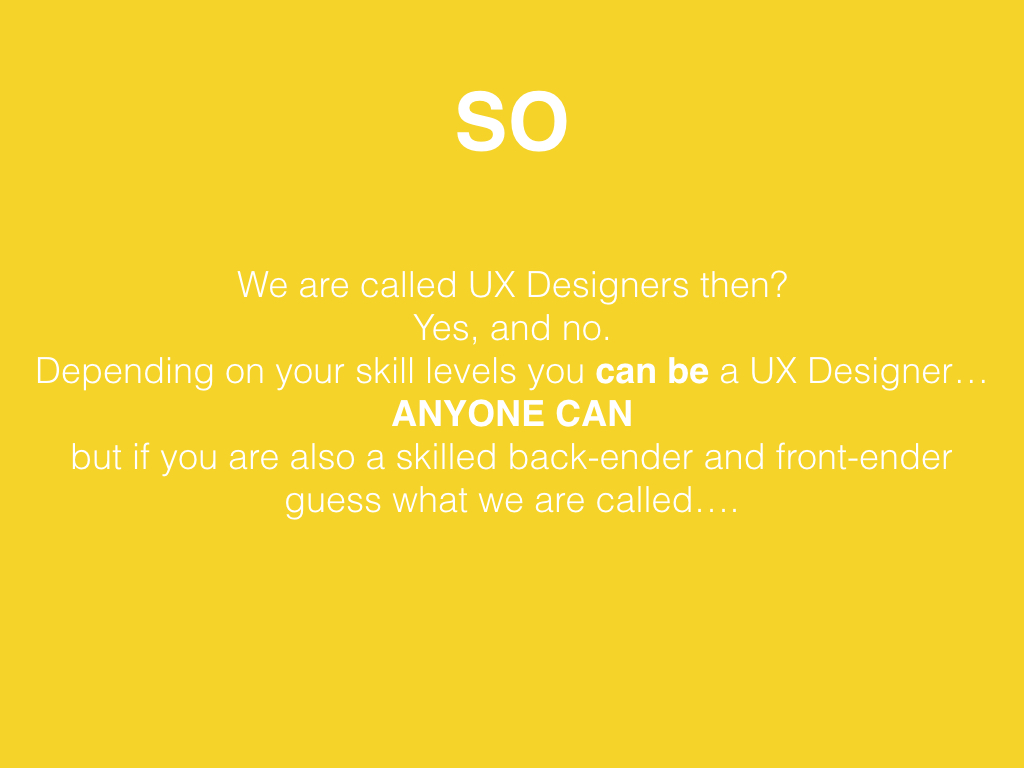 SO
We are called UX Designers then?
Yes, and no.
Depending on your skill levels you can be a UX Designer…
ANYONE CAN
but if you are also a skilled back-ender and front-ender
guess what we are called….